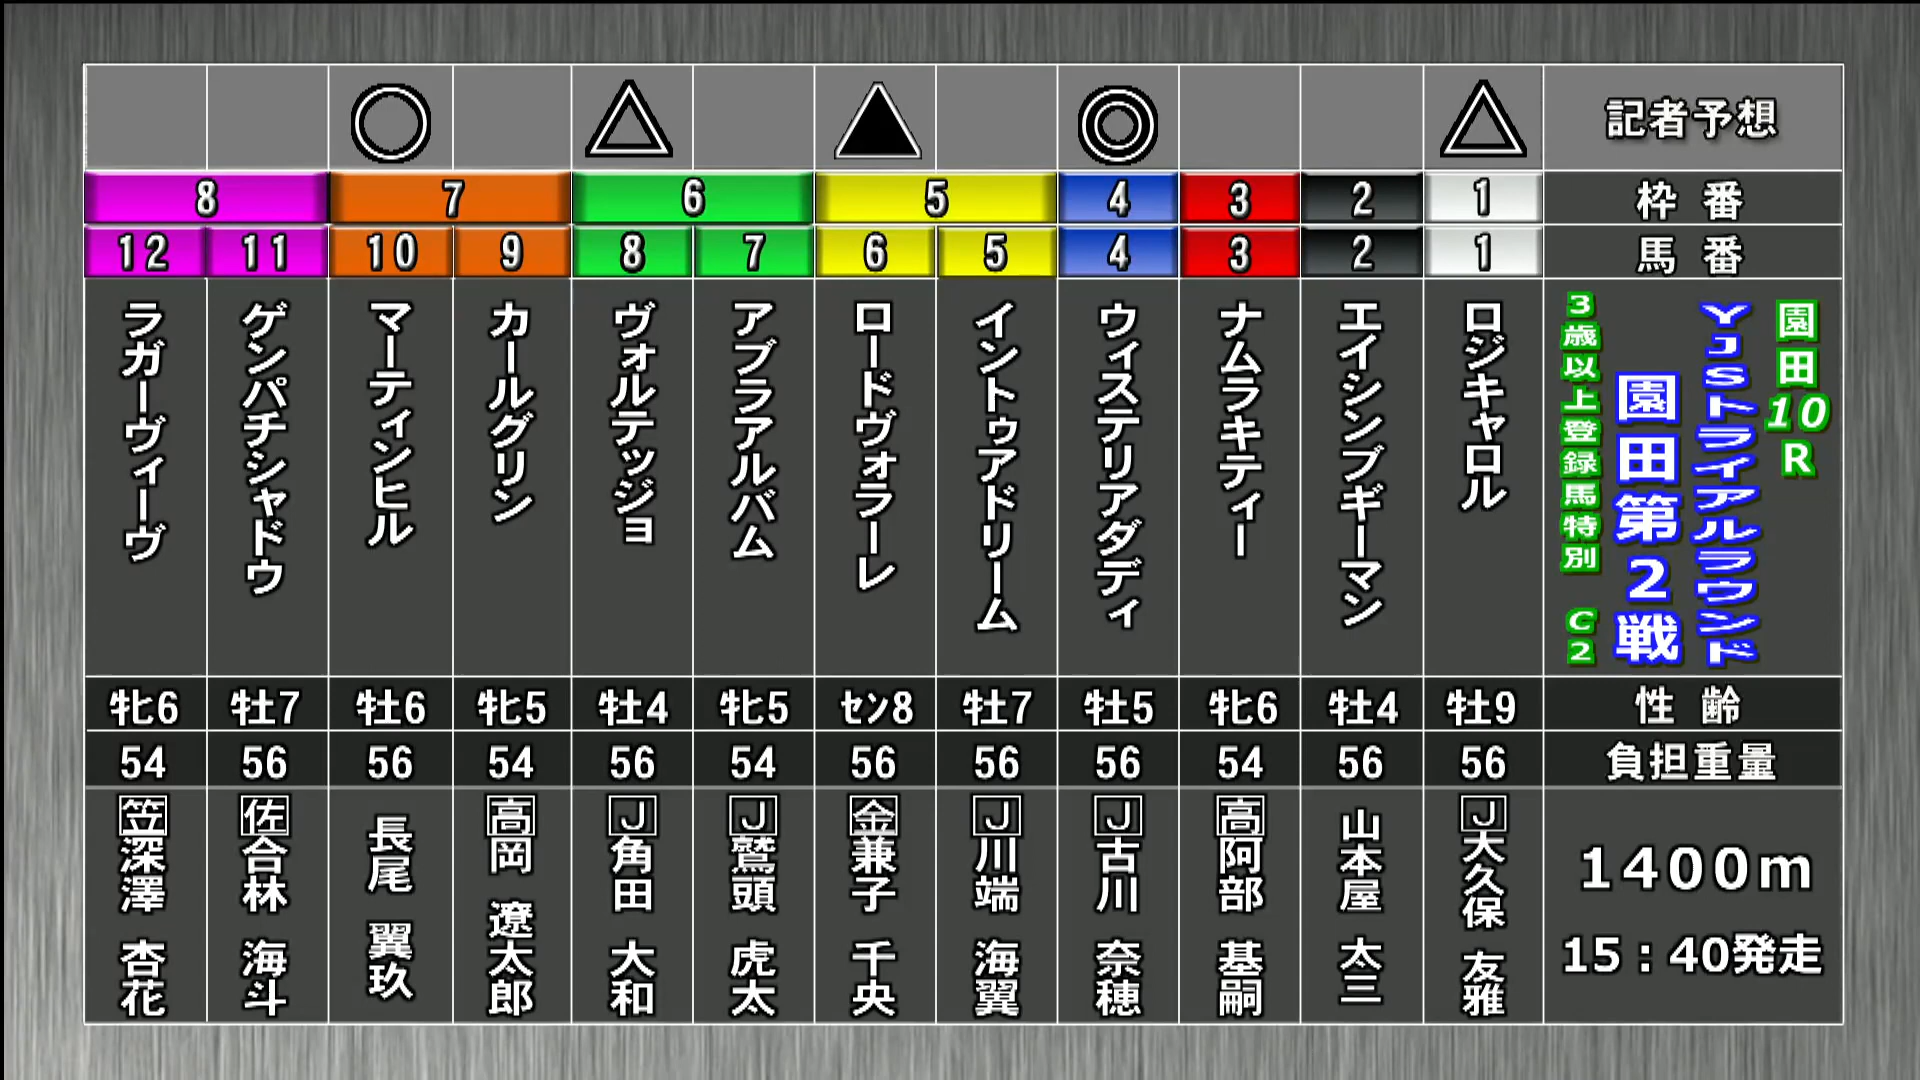 記者予想
◎
○
▲
△
△
枠番 1 2 3 4 5 6 7 8
馬番 1 2 3 4 5 6 7 8 9 10 11 12
園田10R
YJSトライアルラウンド
園田第2戦
3歳以上登録馬特別 C2
ロジキャロル
エイシンブギーマン
ナムラキティー
ウィステリアダディ
イントゥアドリーム
ロードヴォラーレ
アブラアルバム
ヴォルテッジョ
カールグリン
マーティンヒル
ゲンパチシャドウ
ラガーヴィーヴ
性齢 牡9 牡4 牝6 牡5 牡7 セン8 牝5 牡4 牝5 牡6 牡7 牝6
負担重量 56 56 54 56 56 56 54 56 54 56 56 54
1400m
15:40発走
J大久保 友雅
山本屋 太三
高阿部 基嗣
J古川 奈穂
J川端 海翼
金兼子 千央
J鷲頭 虎太
J角田 大和
高岡 遼太郎
長尾 翼玖
佐合林 海斗
笠深澤 杏花